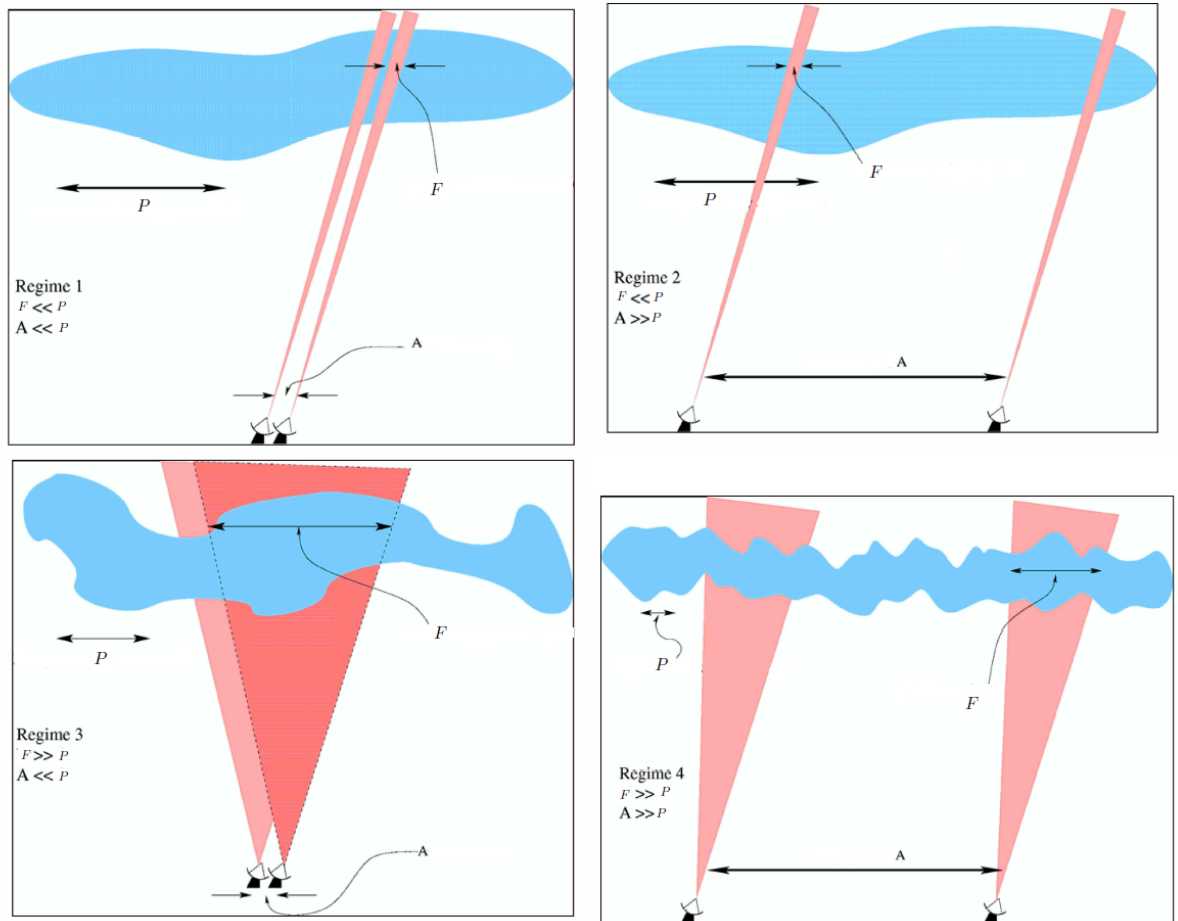 F
P
Regime 1
F << P
A << P
A
F
P
Regime 2
F << P
A >> P
A
F
P
Regime 3
F >> P
A << P
A
P
F
Regime 4
F >> P
A >> P
A